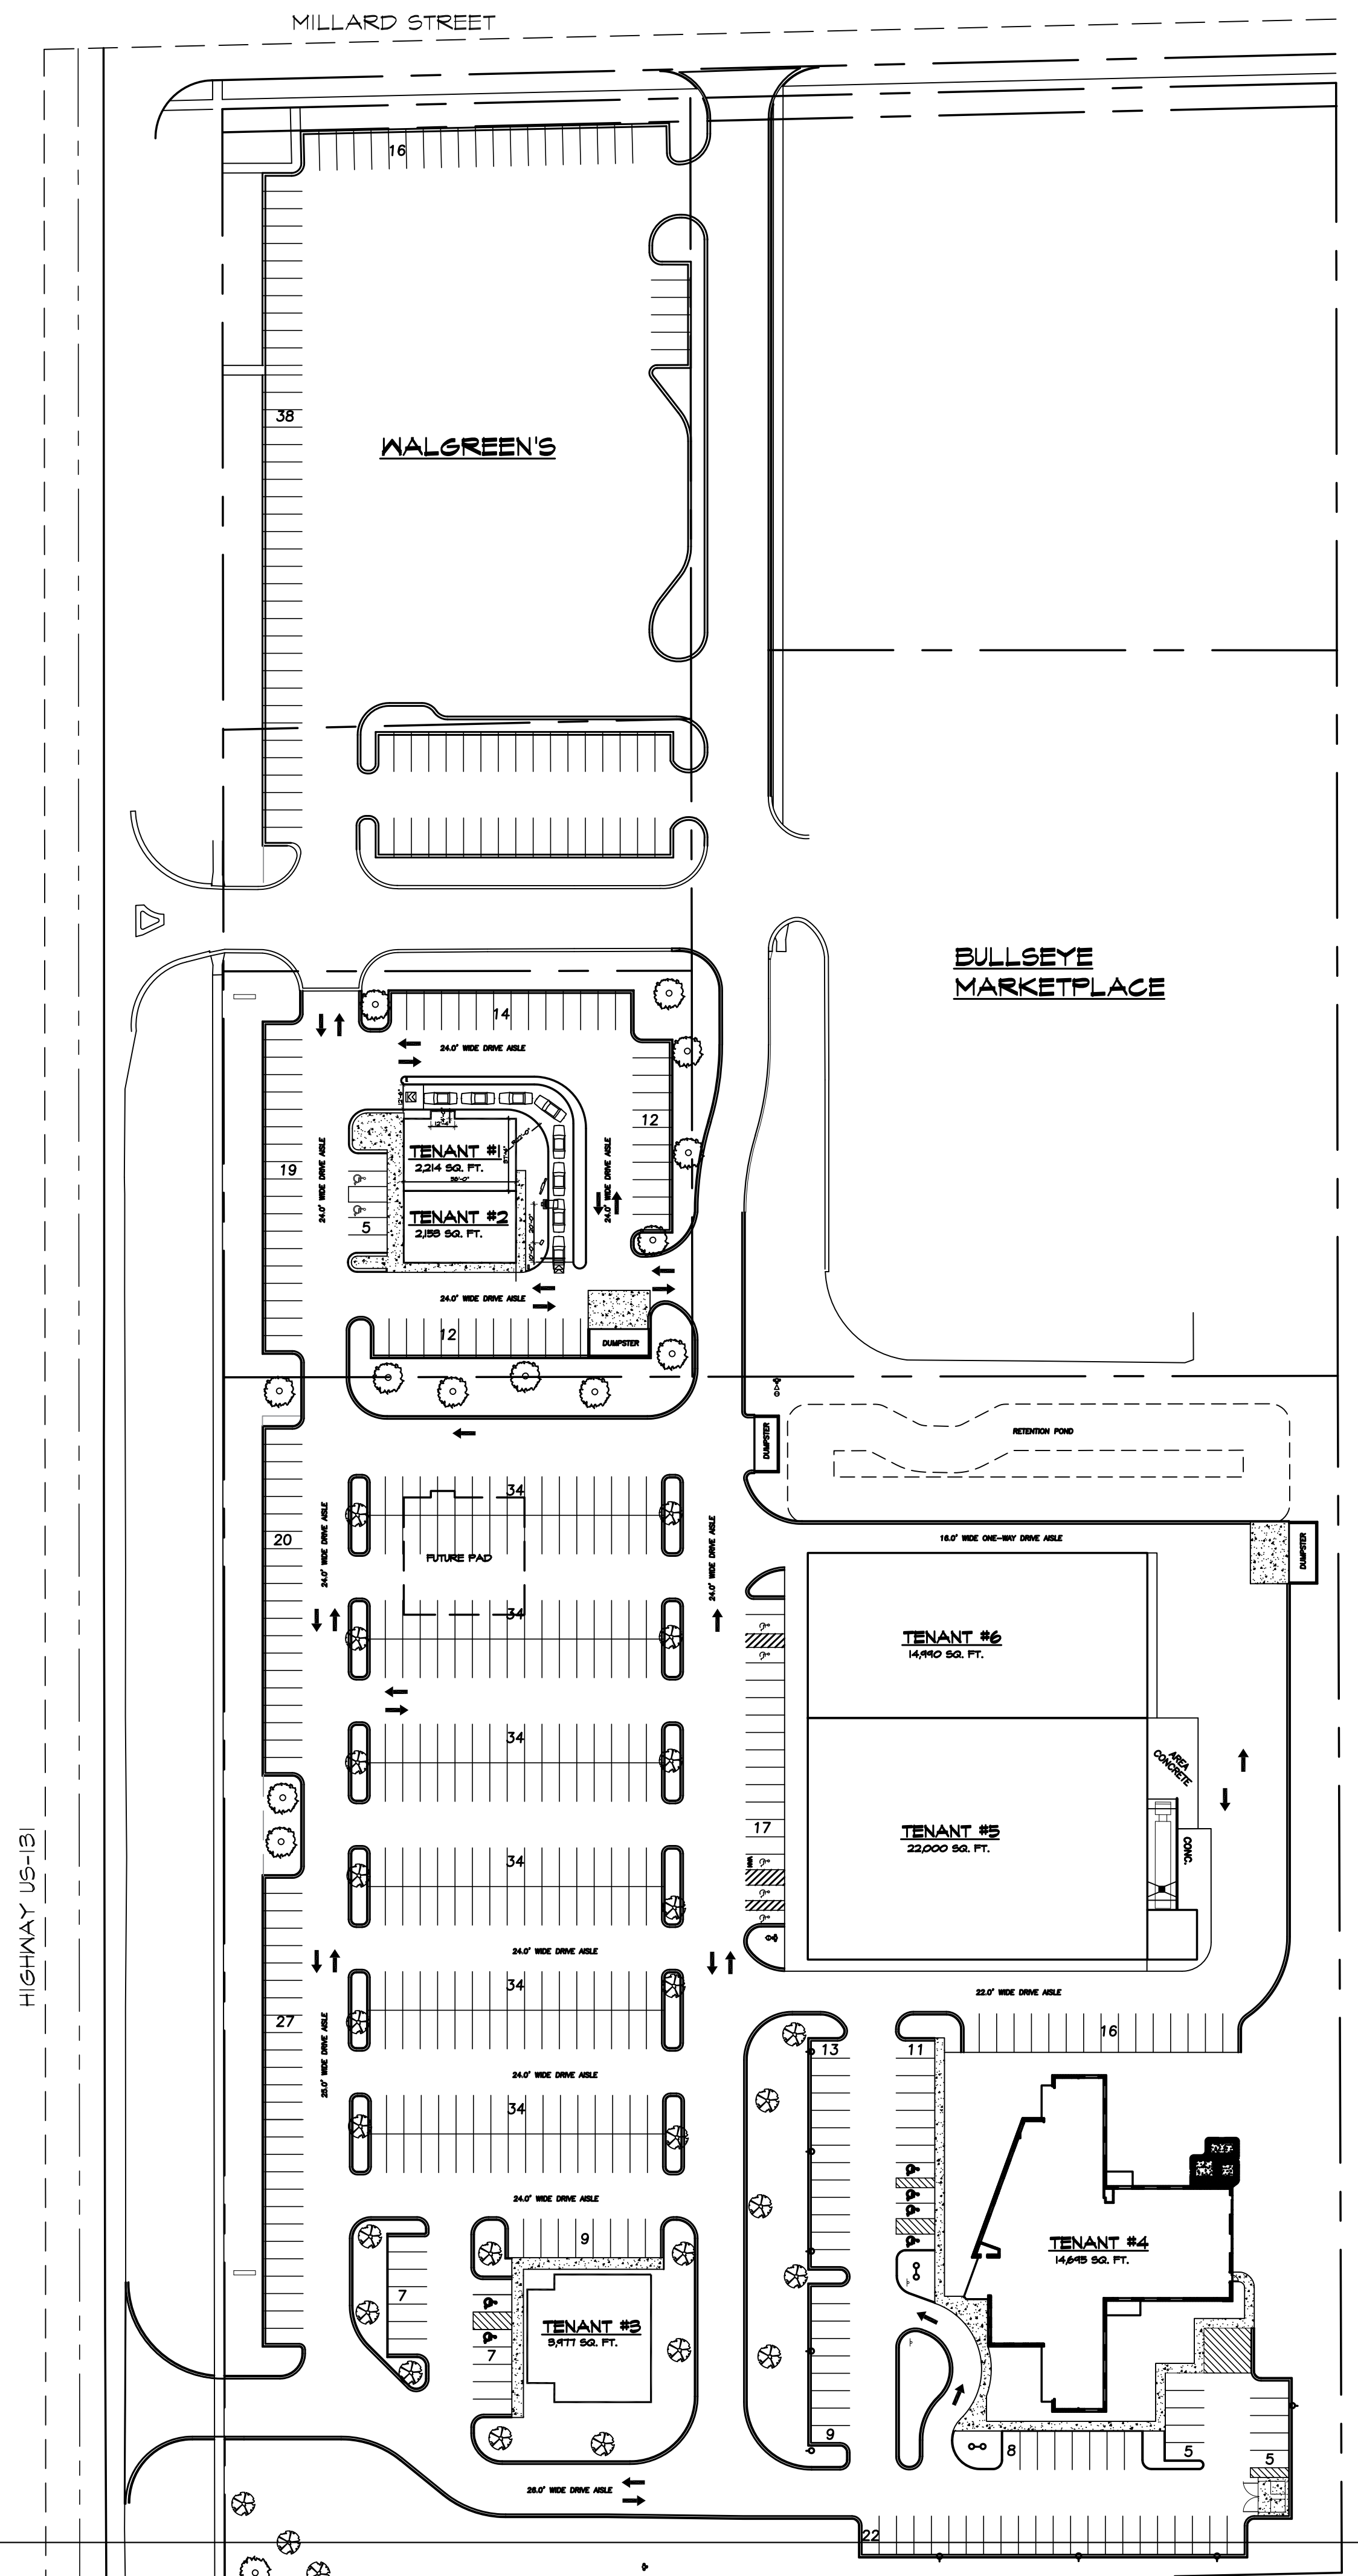 MILLARD STREET
16
38
WALGREEN'S
BULLSEYE
MARKETPLACE
14
24.0' WIDE DRIVE AISLE
12
19
24.0' WIDE DRIVE AISLE
TENANT #1
2,214 SQ. FT.
38'-0"
24.0' WIDE DRIVE AISLE
TENANT #2
2,158 SQ. FT.
5
24.0' WIDE DRIVE AISLE
12
DUMPSTER
DUMPSTER
RETENTION POND
34
20
24.0' WIDE DRIVE AISLE
FUTURE PAD
24.0' WIDE DRIVE AISLE
16.0' WIDE ONE-WAY DRIVE AISLE
DUMPSTER
34
TENANT #6
14,990 SQ. FT.
34
AREA
CONCRETE
17
TENANT #5
22,000 SQ. FT.
CONC.
HIGHWAY US-131
34
24.0' WIDE DRIVE AISLE
34
22.0' WIDE DRIVE AISLE
27
25.0' WIDE DRIVE AISLE
13
11
16
24.0' WIDE DRIVE AISLE
34
24.0' WIDE DRIVE AISLE
9
TENANT #4
14,695 SQ. FT.
7
TENANT #3
3,977 SQ. FT.
7
9
8
5
5
26.0' WIDE DRIVE AISLE
22